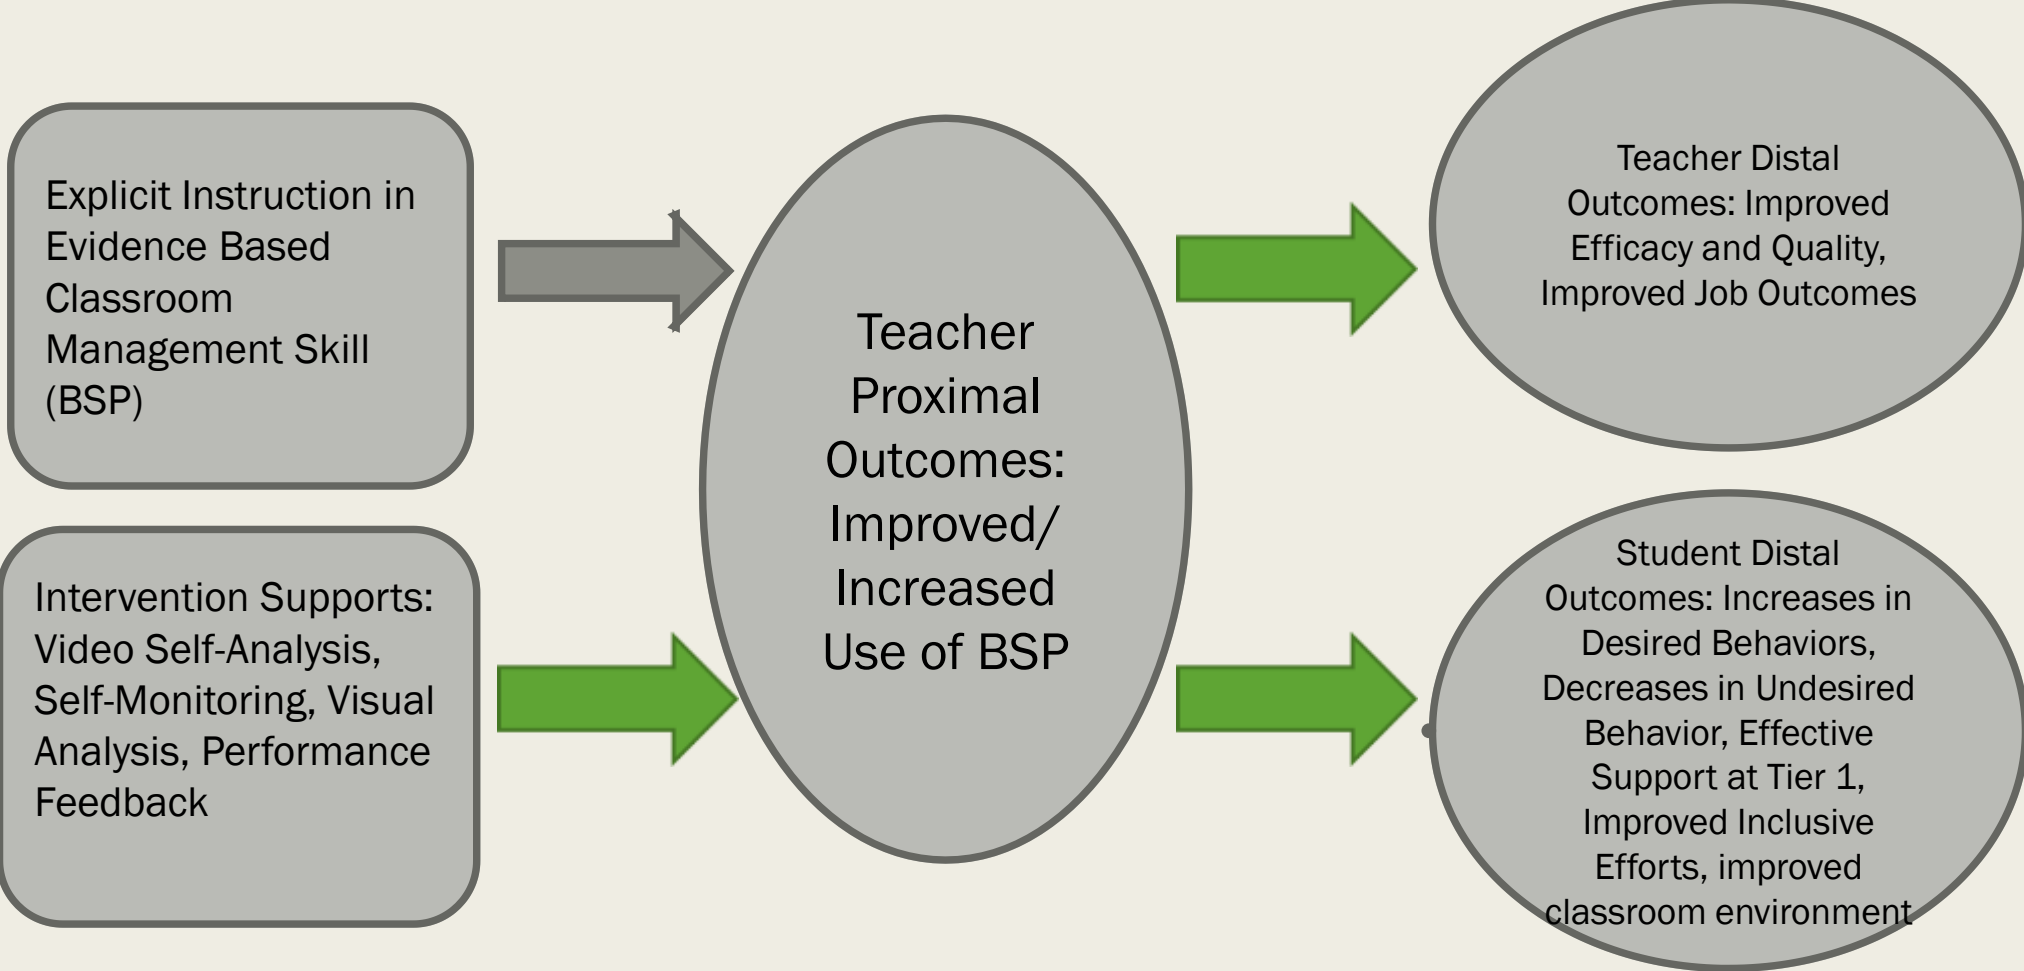 Explicit Instruction in
Evidence Based
Classroom
Management Skill
(BSP)
Intervention Supports:
Video Self-Analysis,
Self-Monitoring, Visual
Analysis, Performance
Feedback
Teacher
Proximal
Outcomes:
Improved/
Increased
Use of BSP
Teacher Distal
Outcomes: Improved
Efficacy and Quality,
Improved Job Outcomes
Student Distal
Outcomes: Increases in
Desired Behaviors,
Decreases in Undesired
Behavior, Effective
Support at Tier 1,
Improved Inclusive
Efforts, improved
classroom environment